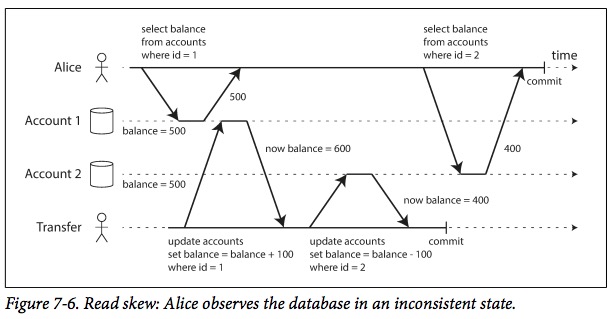 select balance
from accounts
where id = 1
select balance
from accounts
where id = 2
time
Alice
commit
500
400
Account 1
balance = 500
now balance = 600
Account 2
balance = 500
now balance = 400
Transfer
update accounts
set balance = balance + 100
where id = 1
update accounts
set balance = balance - 100
where id = 2
commit
Figure 7-6. Read skew: Alice observes the database in an inconsistent state.